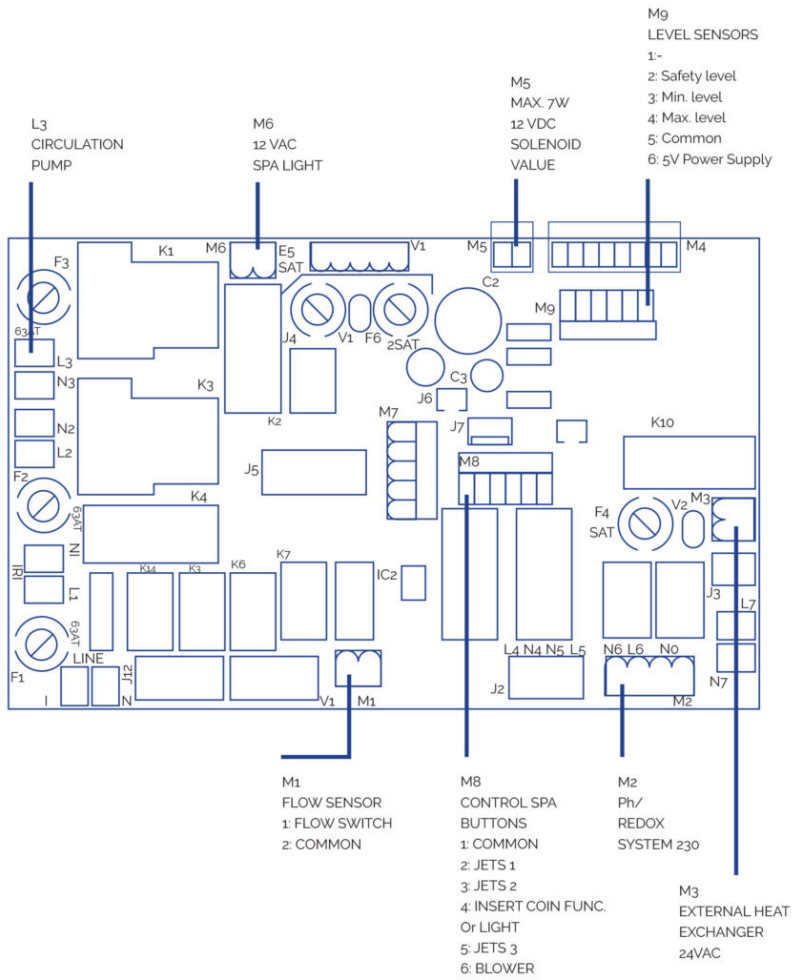 M9
LEVEL SENSORS
1:-
2: Safety level
3: Min. level
4: Max. level
5: Common
6: 5V Power Supply
M5
MAX. 7W
12 VDC
SOLENOID
VALUE
L3
CIRCULATION
PUMP
M6
12 VAC
SPA LIGHT
F3
K1
M6
E5
SAT
V1
M5
M4
C2
M9
63AT
L3
J4
V1
F6
2SAT
N3
K3
C3
J6
K2
M7
J7
K10
N2
L2
J5
M8
F2
63AT
K4
F4
SAT
V2
M3
NI
IRI
L1
K14
K3
K6
K7
IC2
J3
L7
63AT
F1
LINE
I
N
J12
V1
M1
L4 N4 N5 L5
J2
N6 L6 N0
M2
N7
M1
FLOW SENSOR
1: FLOW SWITCH
2: COMMON
M8
CONTROL SPA
BUTTONS
1: COMMON
2: JETS 1
3: JETS 2
4: INSERT COIN FUNC.
Or LIGHT
5: JETS 3
6: BLOWER
M2
Ph/
REDOX
SYSTEM 230
M3
EXTERNAL HEAT
EXCHANGER
24VAC